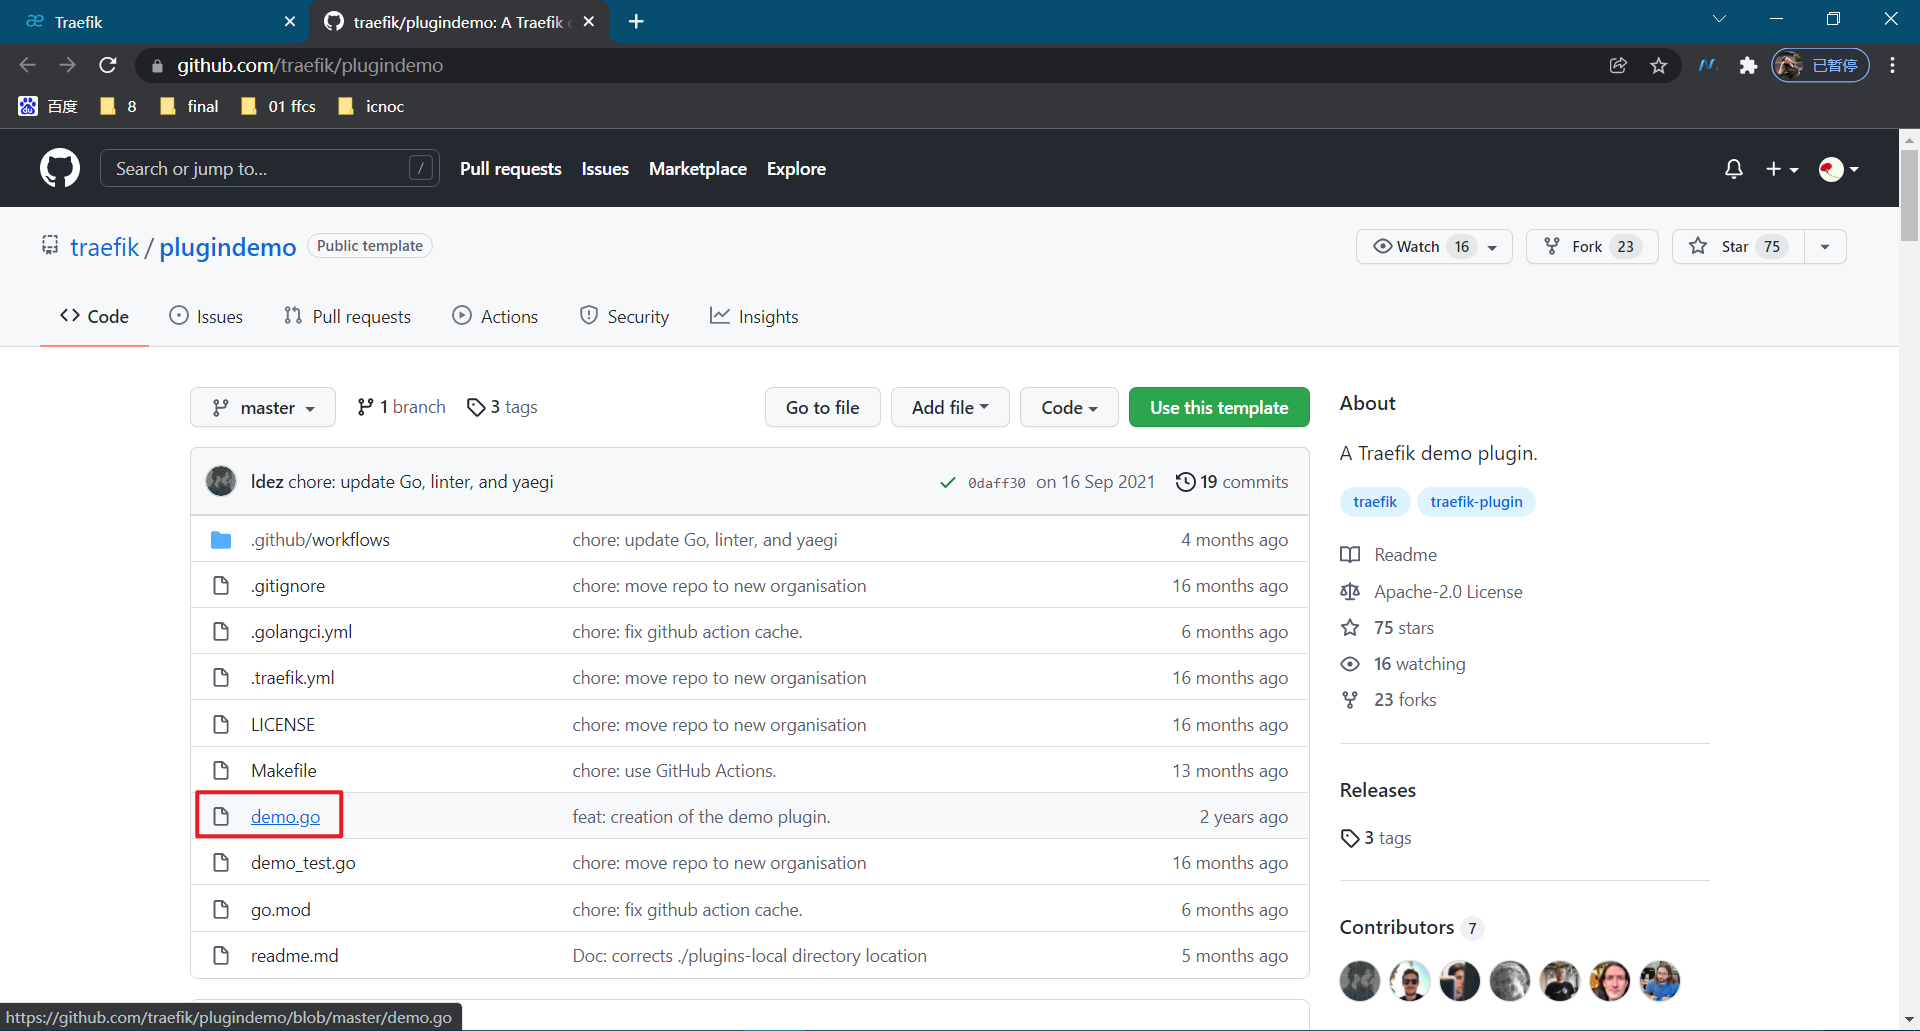 Traefik
traefik/plugindemo: A Traefik
github.com/traefik/plugindemo
已暂停
百度 8 final 01 ffcs icnoc
Search or jump to... / Pull requests Issues Marketplace Explore
traefik / plugindemo Public template Watch 16 Fork 23 Star 75
Code Issues Pull requests Actions Security Insights
master 1 branch 3 tags Go to file Add file Code Use this template
ldez chore: update Go, linter, and yaegi 0daff30 on 16 Sep 2021 19 commits
.github/workflows chore: update Go, linter, and yaegi 4 months ago
.gitignore chore: move repo to new organisation 16 months ago
.golangci.yml chore: fix github action cache. 6 months ago
.traefik.yml chore: move repo to new organisation 16 months ago
LICENSE chore: move repo to new organisation 16 months ago
Makefile chore: use GitHub Actions. 13 months ago
demo.go feat: creation of the demo plugin. 2 years ago
demo_test.go chore: move repo to new organisation 16 months ago
go.mod chore: fix github action cache. 6 months ago
readme.md Doc: corrects ./plugins-local directory location 5 months ago
About
A Traefik demo plugin.
traefik traefik-plugin
Readme
Apache-2.0 License
75 stars
16 watching
23 forks
Releases
3 tags
Contributors 7
https://github.com/traefik/plugindemo/blob/master/demo.go